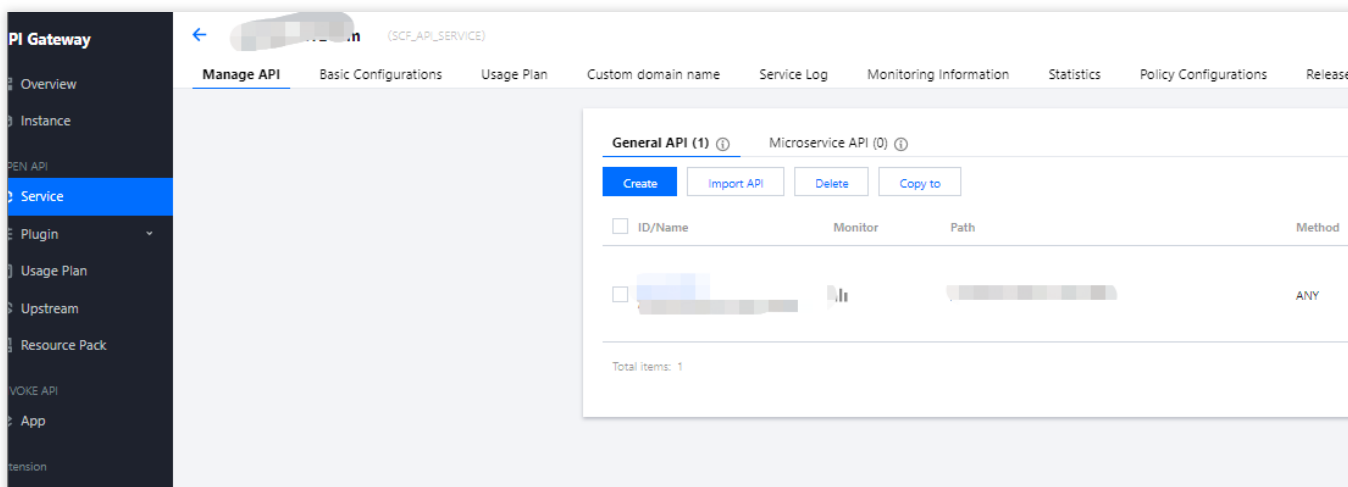 PI Gateway
(SCF_API_SERVICE)
Manage API Basic Configurations Usage Plan Custom domain name Service Log Monitoring Information Statistics Policy Configurations Release
Overview
Instance
PEN API
Service
Plugin
Usage Plan
Upstream
Resource Pack
VOKE API
App
tension
General API (1) Microservice API (0)
Create Import API Delete Copy to
ID/Name Monitor Path Method
ANY
Total items: 1